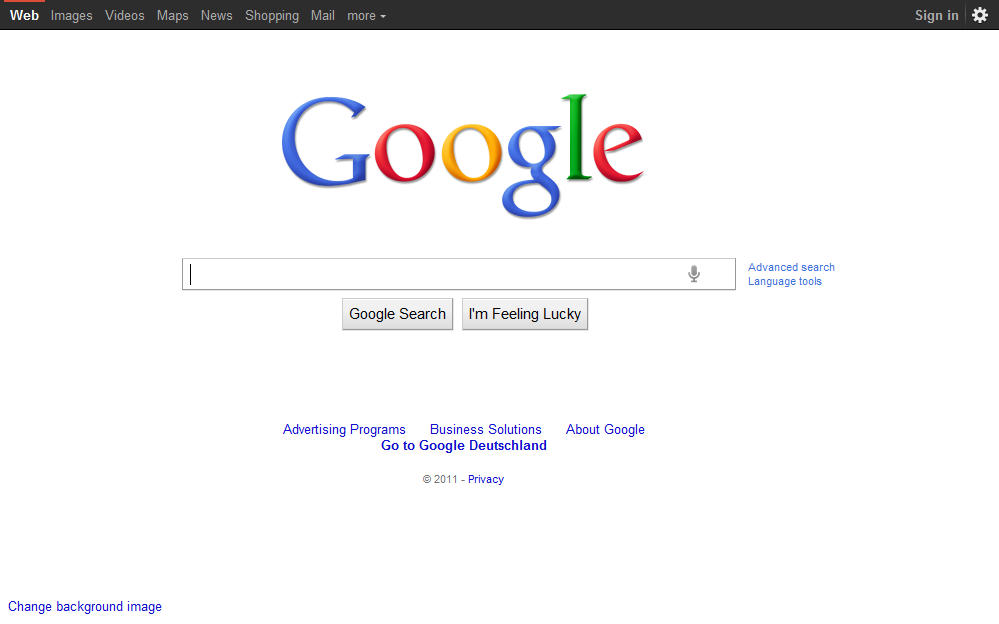 Web Images Videos Maps News Shopping Mail more Sign in
Google
Advanced search
Language tools
Google Search I'm Feeling Lucky
Advertising Programs Business Solutions About Google
Go to Google Deutschland
© 2011 - Privacy
Change background image